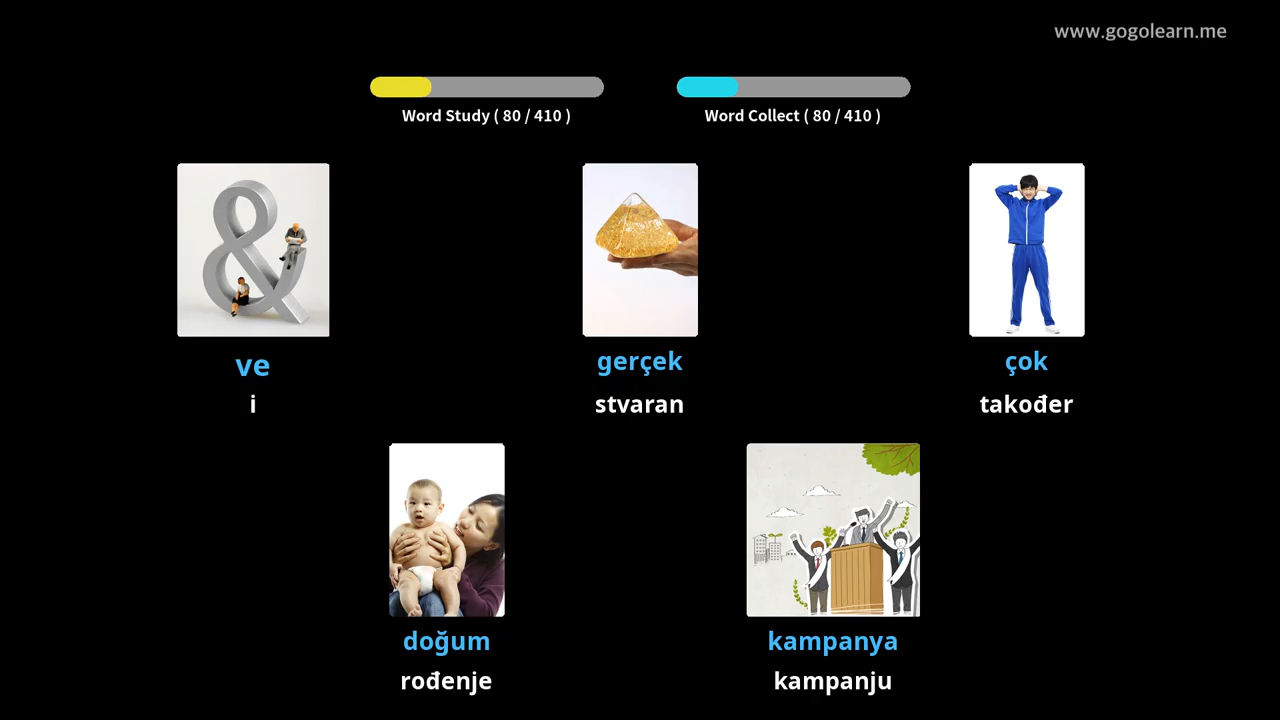 www.gogolearn.me
Word Study ( 80 / 410 )
Word Collect ( 80 / 410 )
ve
i
gerçek
stvaran
çok
također
doğum
rođenje
kampanya
kampanju